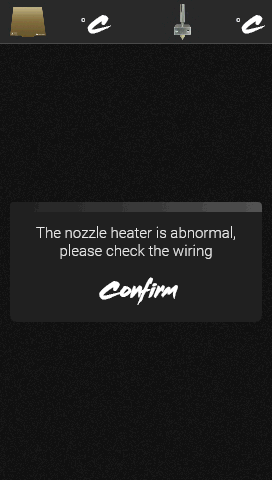 °C °C
The nozzle heater is abnormal,
please check the wiring
Confirm